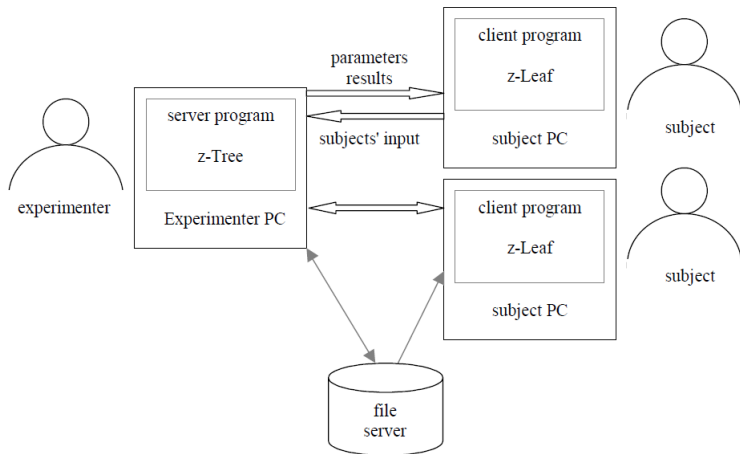 client program
z-Leaf
subject PC
subject
parameters
results
subjects' input
server program
z-Tree
Experimenter PC
experimenter
client program
z-Leaf
subject PC
subject
file
server